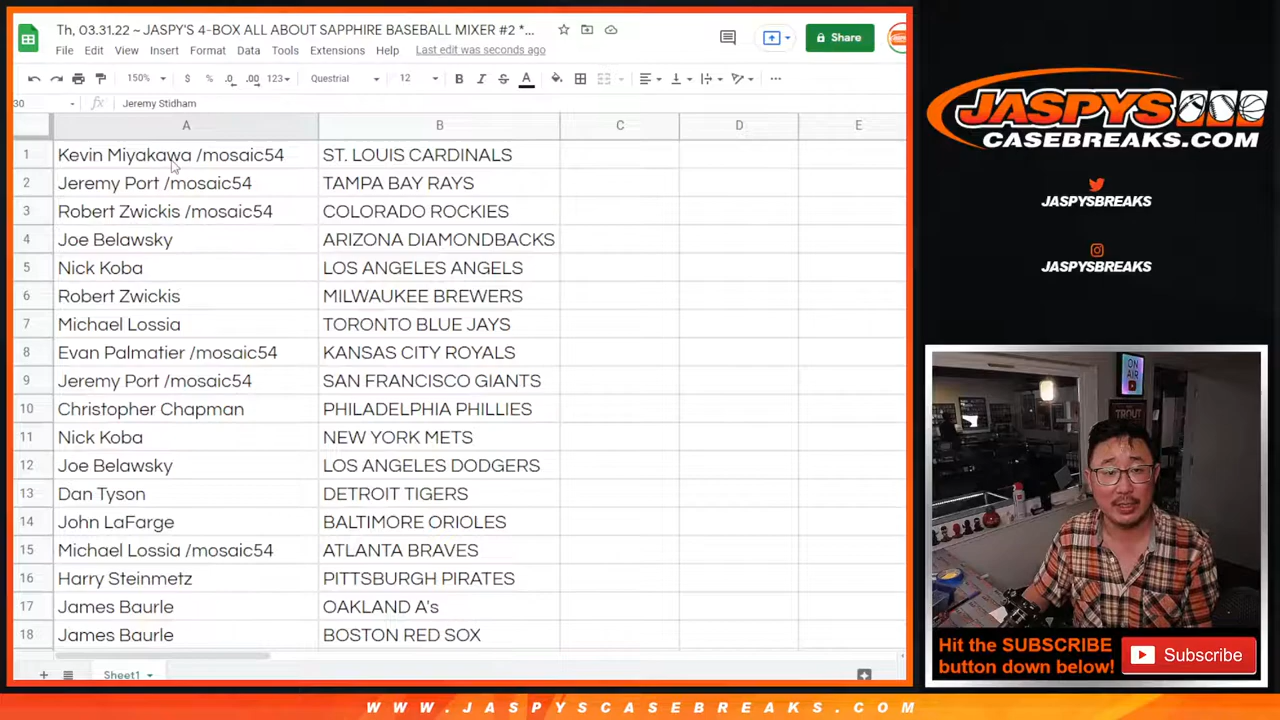 Th, 03.31.22 ~ JASPY'S 4-BOX ALL ABOUT SAPPHIRE BASEBALL MIXER #2 *...
File Edit View Insert Format Data Tools Extensions Help Last edit was seconds ago
Share
150% $ % .0 .00 123 Questrial 12 B I S A
30 fx Jeremy Stidham
A B C D E
1 Kevin Miyakawa /mosaic54 ST. LOUIS CARDINALS
2 Jeremy Port /mosaic54 TAMPA BAY RAYS
3 Robert Zwickis /mosaic54 COLORADO ROCKIES
4 Joe Belawsky ARIZONA DIAMONDBACKS
5 Nick Koba LOS ANGELES ANGELS
6 Robert Zwickis MILWAUKEE BREWERS
7 Michael Lossia TORONTO BLUE JAYS
8 Evan Palmatier /mosaic54 KANSAS CITY ROYALS
9 Jeremy Port /mosaic54 SAN FRANCISCO GIANTS
10 Christopher Chapman PHILADELPHIA PHILLIES
11 Nick Koba NEW YORK METS
12 Joe Belawsky LOS ANGELES DODGERS
13 Dan Tyson DETROIT TIGERS
14 John LaFarge BALTIMORE ORIOLES
15 Michael Lossia /mosaic54 ATLANTA BRAVES
16 Harry Steinmetz PITTSBURGH PIRATES
17 James Baurle OAKLAND A's
18 James Baurle BOSTON RED SOX
Sheet1
JASPYS
CASEBREAKS.COM
JASPYSBREAKS
JASPYSBREAKS
ON
AIR
TROUT
Hit the SUBSCRIBE
button down below!
Subscribe
WWW.JASPYSCASEBREAKS.COM